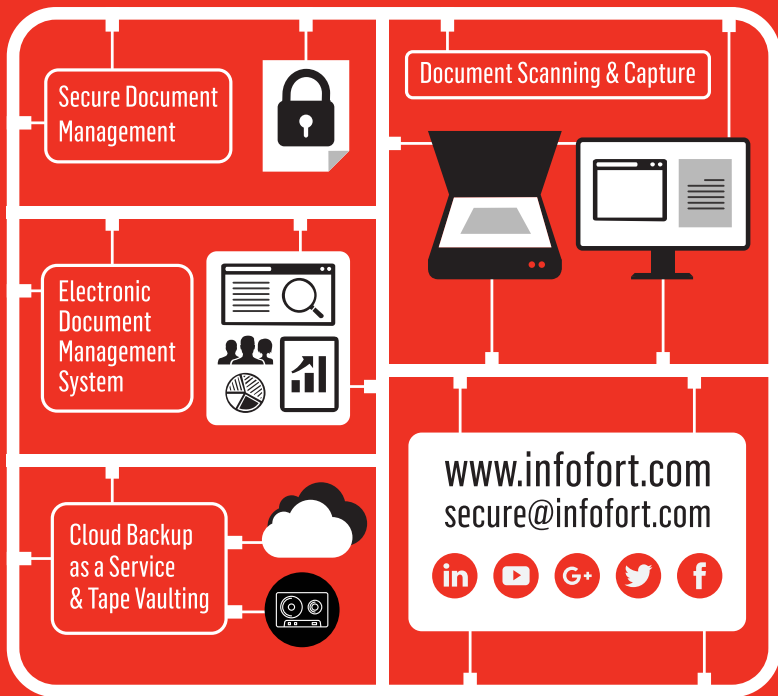 Secure Document
Management
Document Scanning & Capture
Electronic
Document
Management
System
Cloud Backup
as a Service
& Tape Vaulting
www.infofort.com
secure@infofort.com
in
G+
f